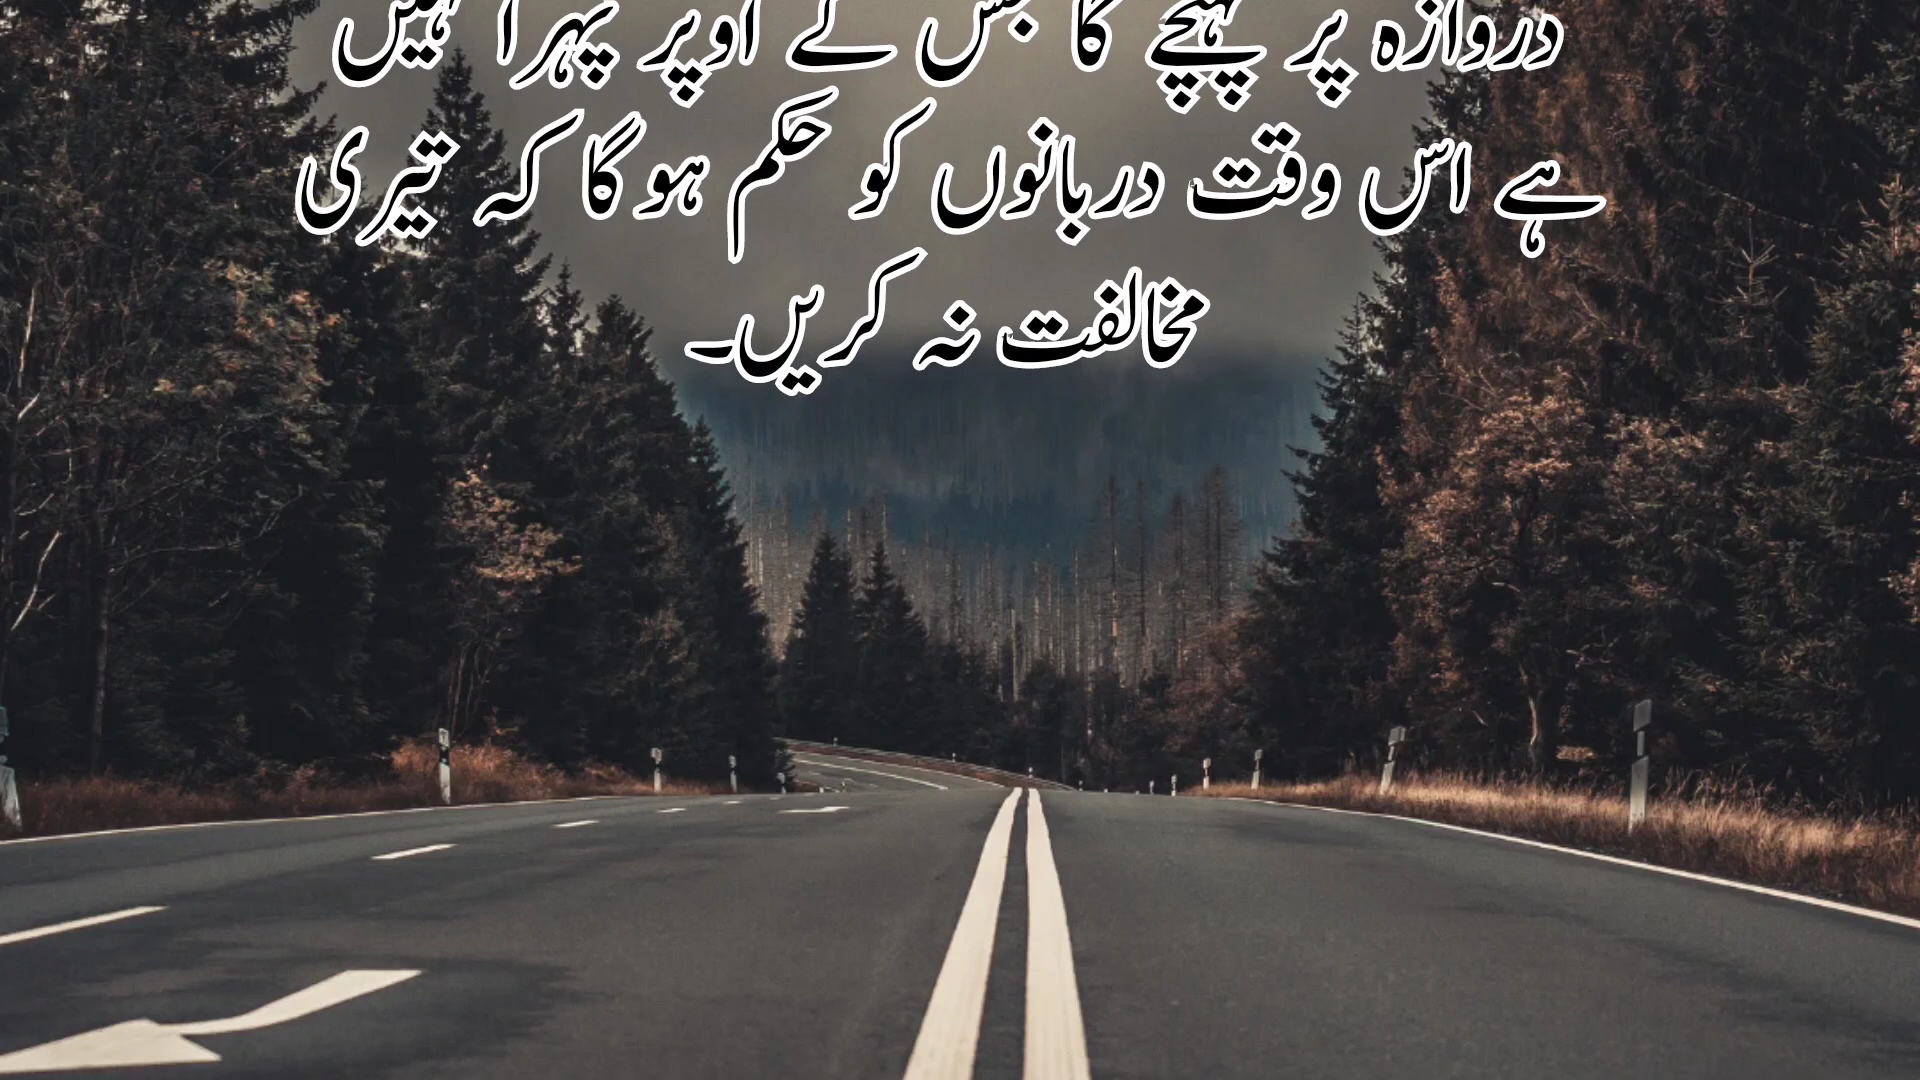 دروازہ پر پہنچے گا جس کے اوپر پہرا نہیں
ہے اس وقت دربانوں کو حکم ہو گا کہ تیری
مخالفت نہ کریں۔